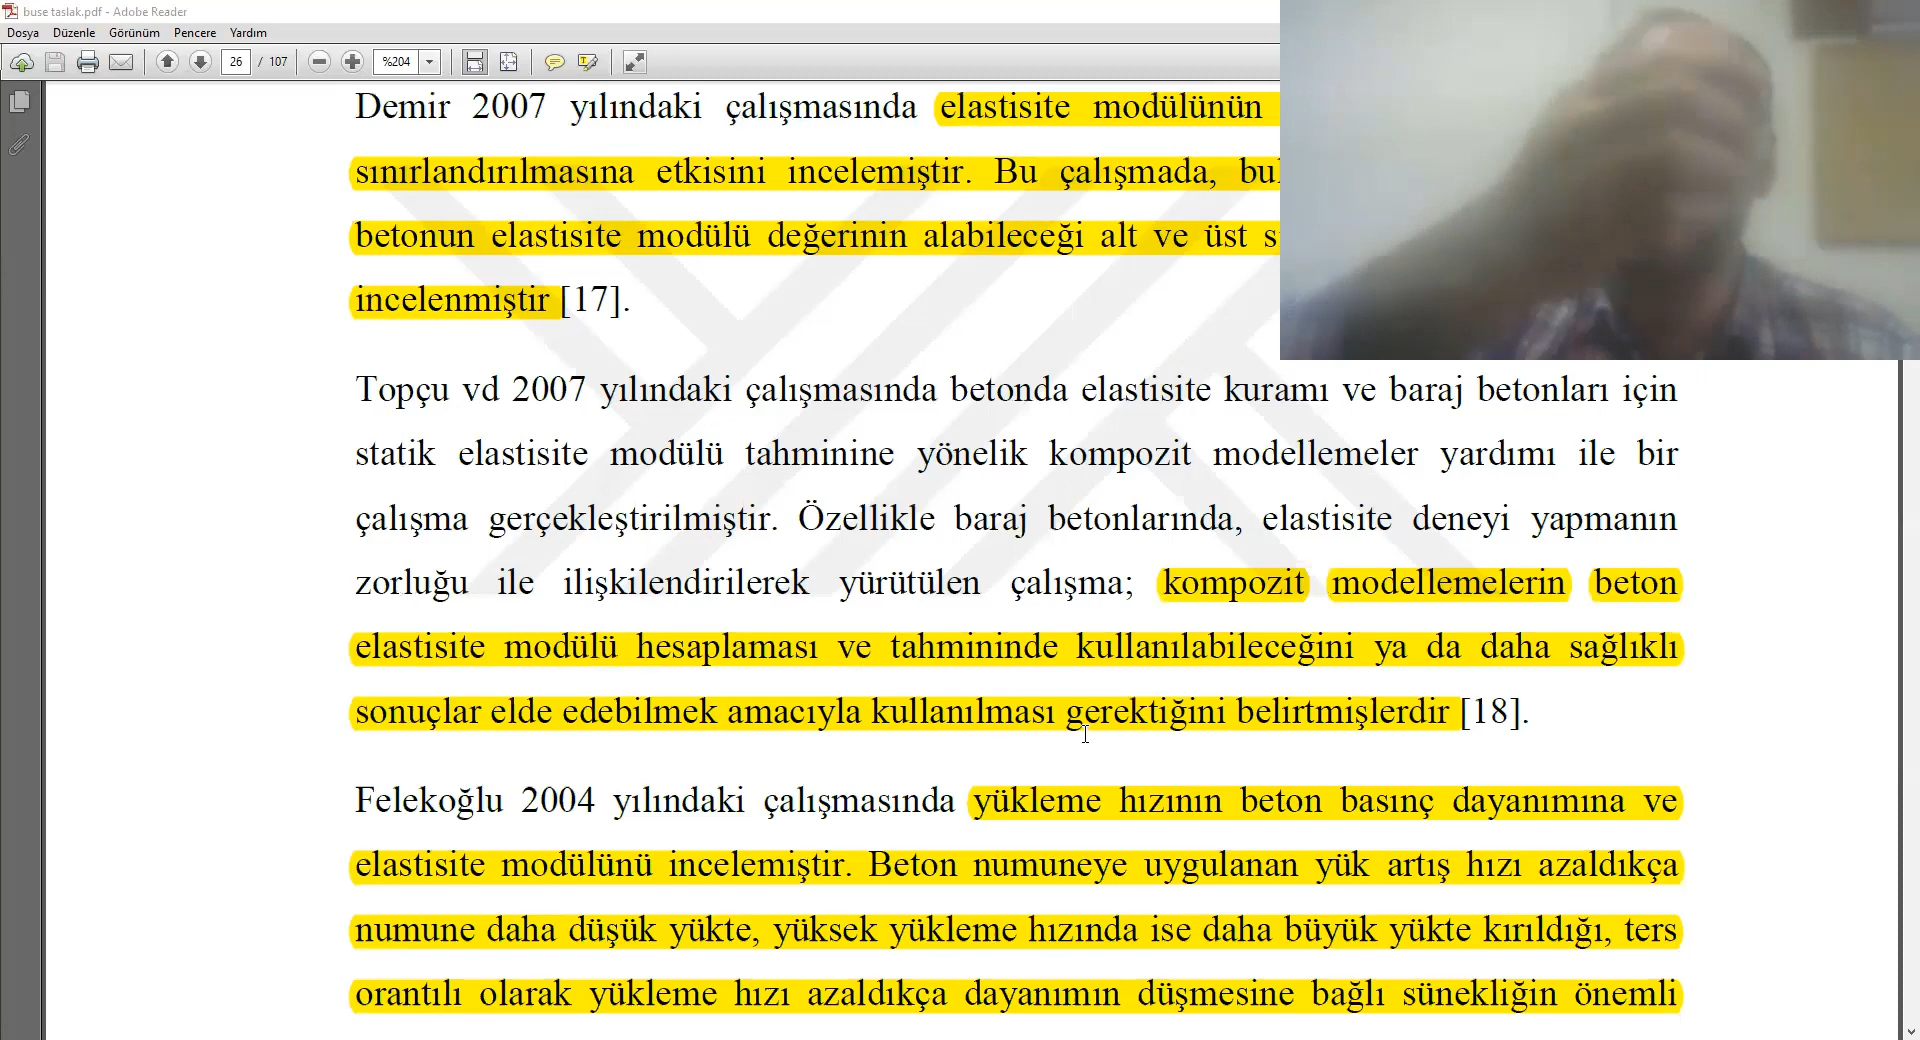 buse taslak.pdf - Adobe Reader
Dosya Düzenle Görünüm Pencere Yardım
26 / 107 %204
Demir 2007 yılındaki çalışmasında elastisite modülünün
sınırlandırılmasına etkisini incelemiştir. Bu çalışmada,
betonun elastisite modülü değerinin alabileceği alt ve üst
incelenmiştir [17].
Topçu vd 2007 yılındaki çalışmasında betonda elastisite kuramı ve baraj betonları için
statik elastisite modülü tahminine yönelik kompozit modellemeler yardımı ile bir
çalışma gerçekleştirilmiştir. Özellikle baraj betonlarında, elastisite deneyi yapmanın
zorluğu ile ilişkilendirilerek yürütülen çalışma; kompozit modellemelerin beton
elastisite modülü hesaplaması ve tahmininde kullanılabileceğini ya da daha sağlıklı
sonuçlar elde edebilmek amacıyla kullanılması gerektiğini belirtmişlerdir [18].
Felekoğlu 2004 yılındaki çalışmasında yükleme hızının beton basınç dayanımına ve
elastisite modülünü incelemiştir. Beton numuneye uygulanan yük artış hızı azaldıkça
numune daha düşük yükte, yüksek yükleme hızında ise daha büyük yükte kırıldığı, ters
orantılı olarak yükleme hızı azaldıkça dayanımın düşmesine bağlı sünekliğin önemli